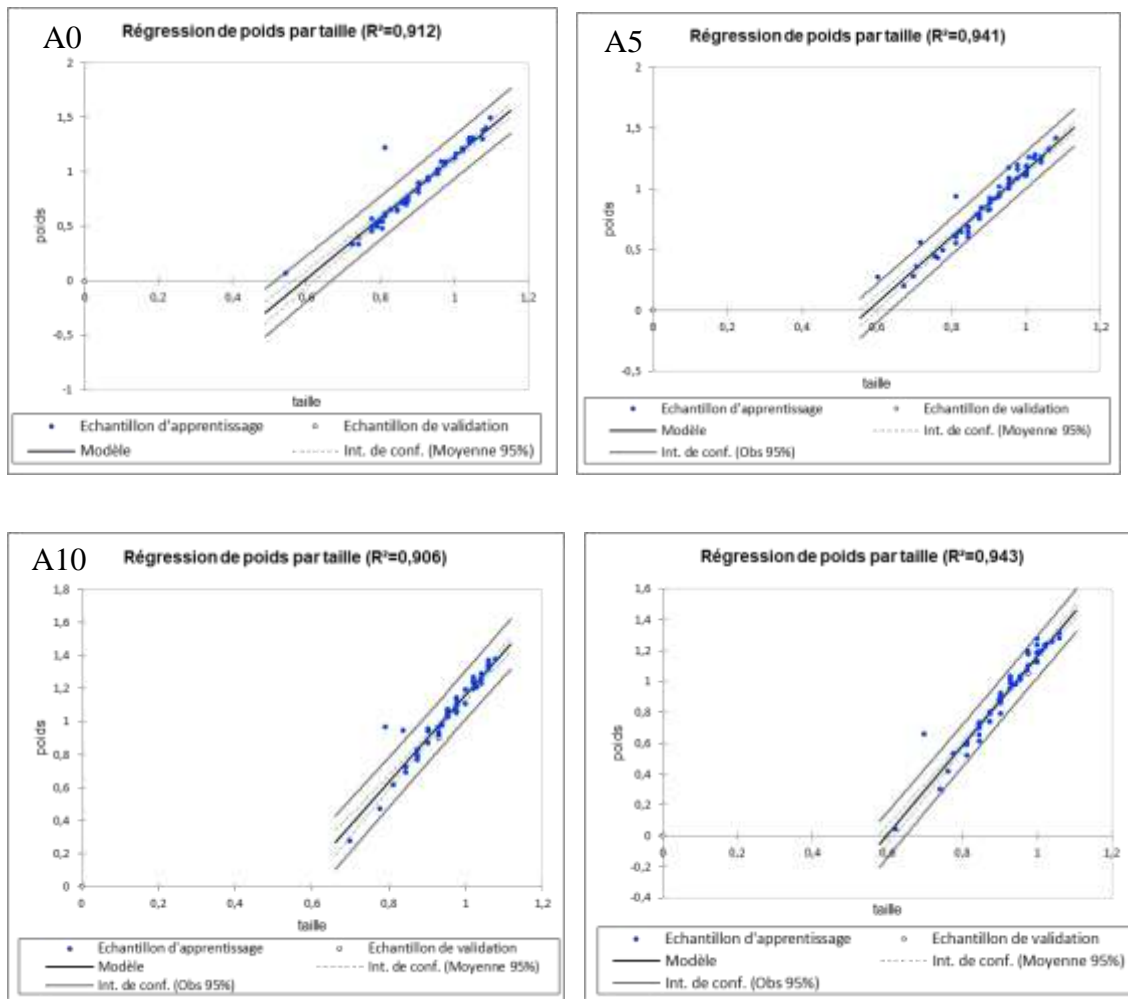 A0
Régression de poids par taille (R²=0,912)
2
1,5
1
0,5
0
-0,5
-1
poids
0
0,2
0,4
0,6
0,8
1
1,2
taille
Echantillon d'apprentissage
Echantillon de validation
Modèle
Int. de conf. (Moyenne 95%)
A5
Régression de poids par taille (R²=0,941)
2
1,5
1
0,5
0
-0,5
poids
0
0,2
0,4
0,6
0,8
1
1,2
taille
Echantillon d'apprentissage
Echantillon de validation
Modèle
Int. de conf. (Moyenne 95%)
Int. de conf. (Obs 95%)
A10
Régression de poids par taille (R²=0,906)
1,8
1,6
1,4
1,2
1
0,8
0,6
0,4
0,2
0
poids
0
0,2
0,4
0,6
0,8
1
1,2
taille
Echantillon d'apprentissage
Echantillon de validation
Modèle
Int. de conf. (Moyenne 95%)
Int. de conf. (Obs 95%)
Régression de poids par taille (R²=0,943)
1,6
1,4
1,2
1
0,8
0,6
0,4
0,2
0
-0,2
-0,4
poids
0
0,2
0,4
0,6
0,8
1
1,2
taille
Echantillon d'apprentissage
Echantillon de validation
Modèle
Int. de conf. (Moyenne 95%)
Int. de conf. (Obs 95%)